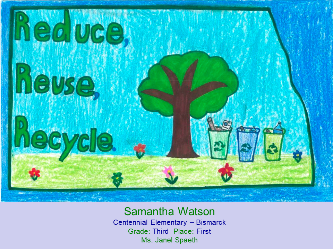 Reduce,
Reuse,
Recycle.
Samantha Watson
Centennial Elementary – Bismarck
Grade: Third Place: First
Ms. Janel Spaeth